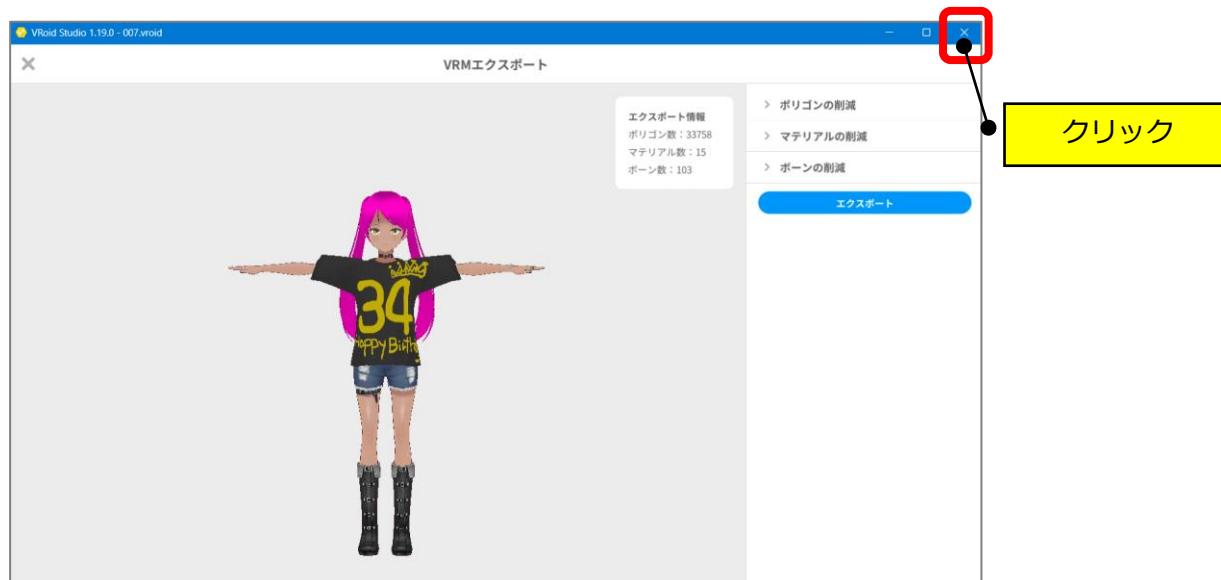 VRoid Studio 1.19.0 - 007.vroid
VRMエクスポート
エクスポート情報
ポリゴン数：33758
マテリアル数：15
ボーン数：103
ポリゴンの削減
マテリアルの削減
ボーンの削減
エクスポート
クリック
34
Happy Birth